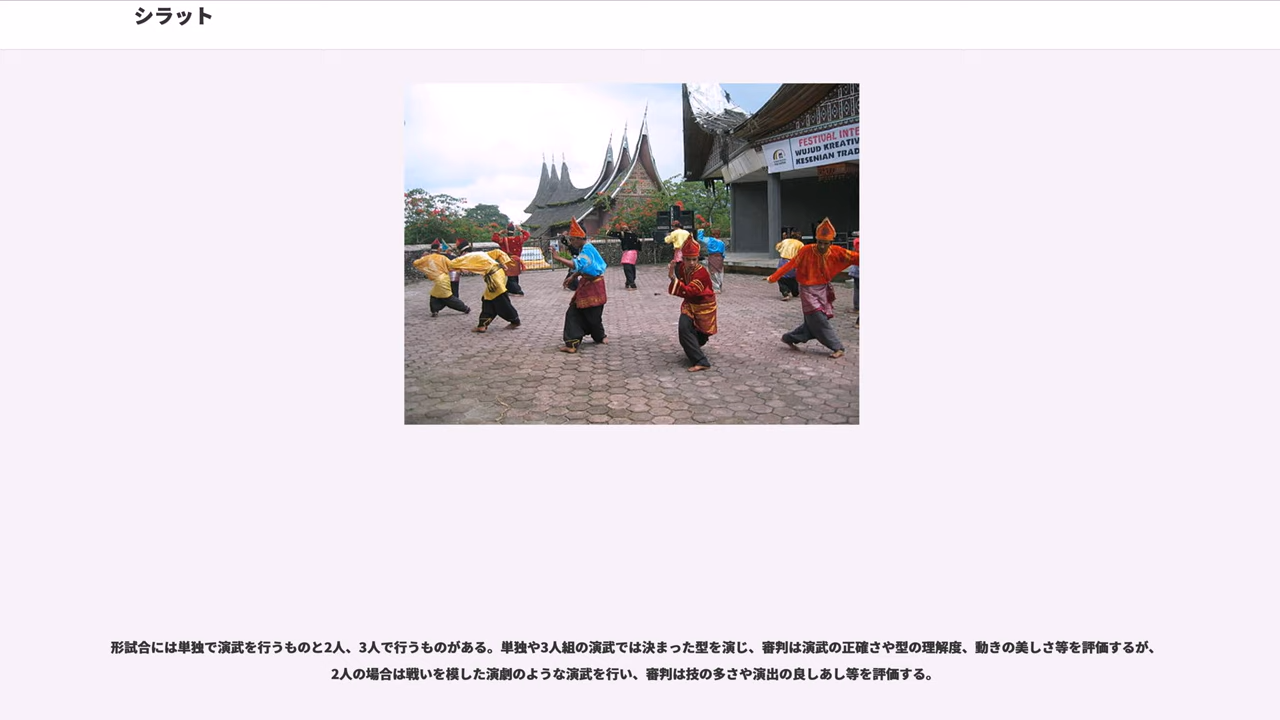 シラット
FESTIVAL INTE
WUJUD KREATIV
KESENIAN TRAD
形試合には単独で演武を行うものと2人、3人で行うものがある。単独や3人組の演武では決まった型を演じ、審判は演武の正確さや型の理解度、動きの美しさ等を評価するが、
2人の場合は戦いを模した演劇のような演武を行い、審判は技の多さや演出の良しあし等を評価する。